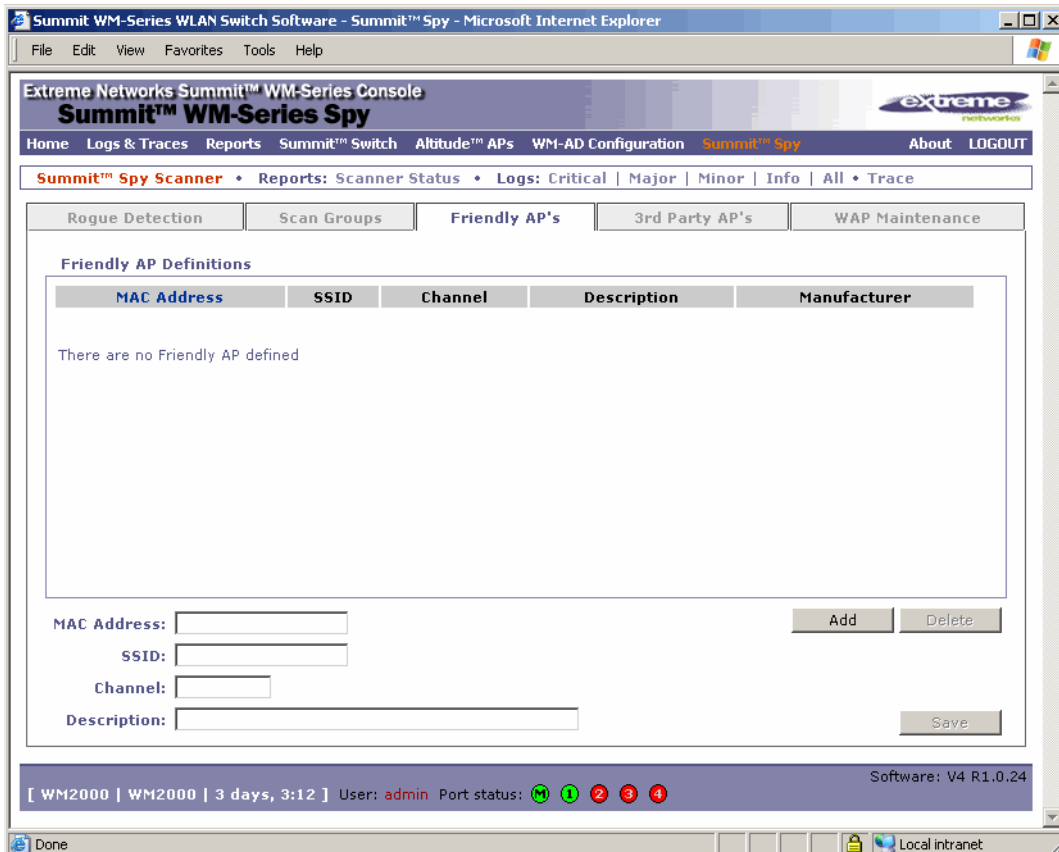 Summit WM-Series WLAN Switch Software - Summit™ Spy - Microsoft Internet Explorer
File Edit View Favorites Tools Help
Extreme Networks Summit™ WM-Series Console
Summit™ WM-Series Spy
extreme networks
Home Logs & Traces Reports Summit™ Switch Altitude™ APs WM-AD Configuration Summit™ Spy About LOGOUT
Summit™ Spy Scanner • Reports: Scanner Status • Logs: Critical | Major | Minor | Info | All • Trace
Rogue Detection Scan Groups Friendly AP's 3rd Party AP's WAP Maintenance
Friendly AP Definitions
MAC Address SSID Channel Description Manufacturer
There are no Friendly AP defined
MAC Address: Add Delete
SSID:
Channel:
Description: Save
Software: V4 R1.0.24
[ WM2000 | WM2000 | 3 days, 3:12 ] User: admin Port status: M 1 2 3 4
Done Local intranet